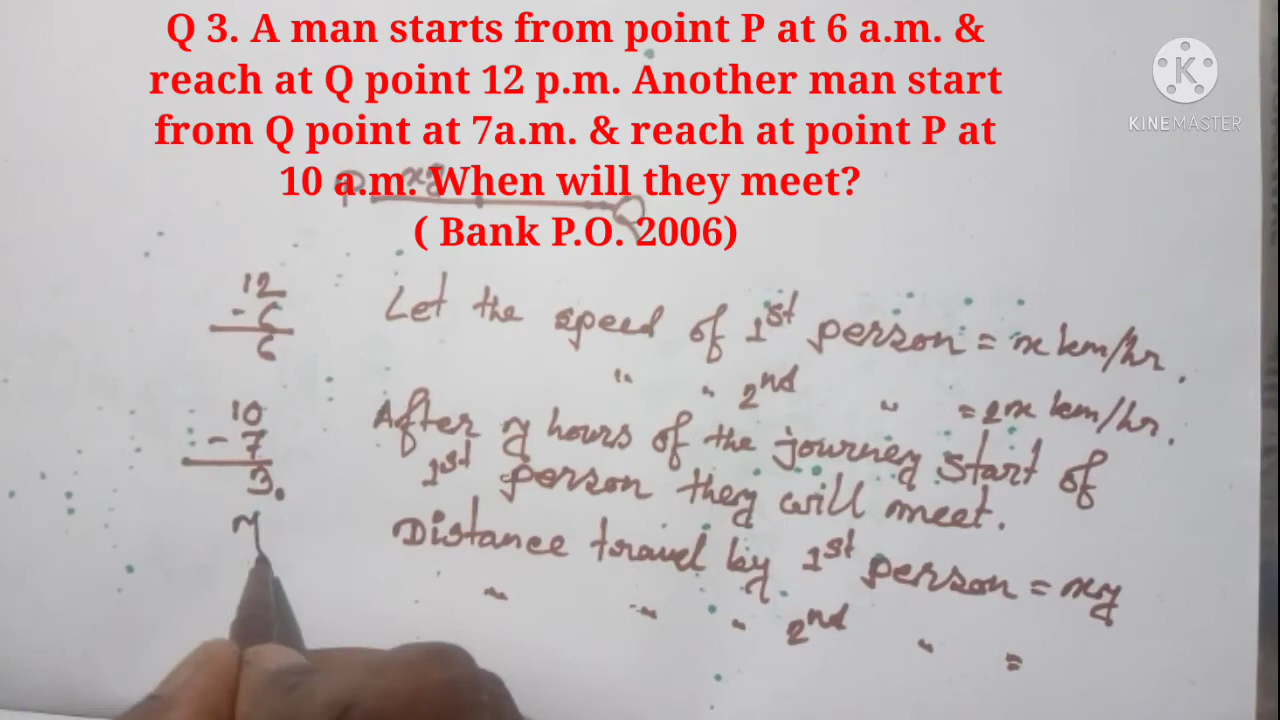 Q 3. A man starts from point P at 6 a.m. &
reach at Q point 12 p.m. Another man start
from Q point at 7a.m. & reach at point P at
10 a.m. When will they meet?
( Bank P.O. 2006)
KINEMASTER
P xy Q
12
- 6
6
10
- 7
3.
y
Let the speed of 1st person = x km/hr.
" " 2nd " = 2x km/hr.
After y hours of the journey start of
1st person they will meet.
Distance travel by 1st person = xy
" " " 2nd " =